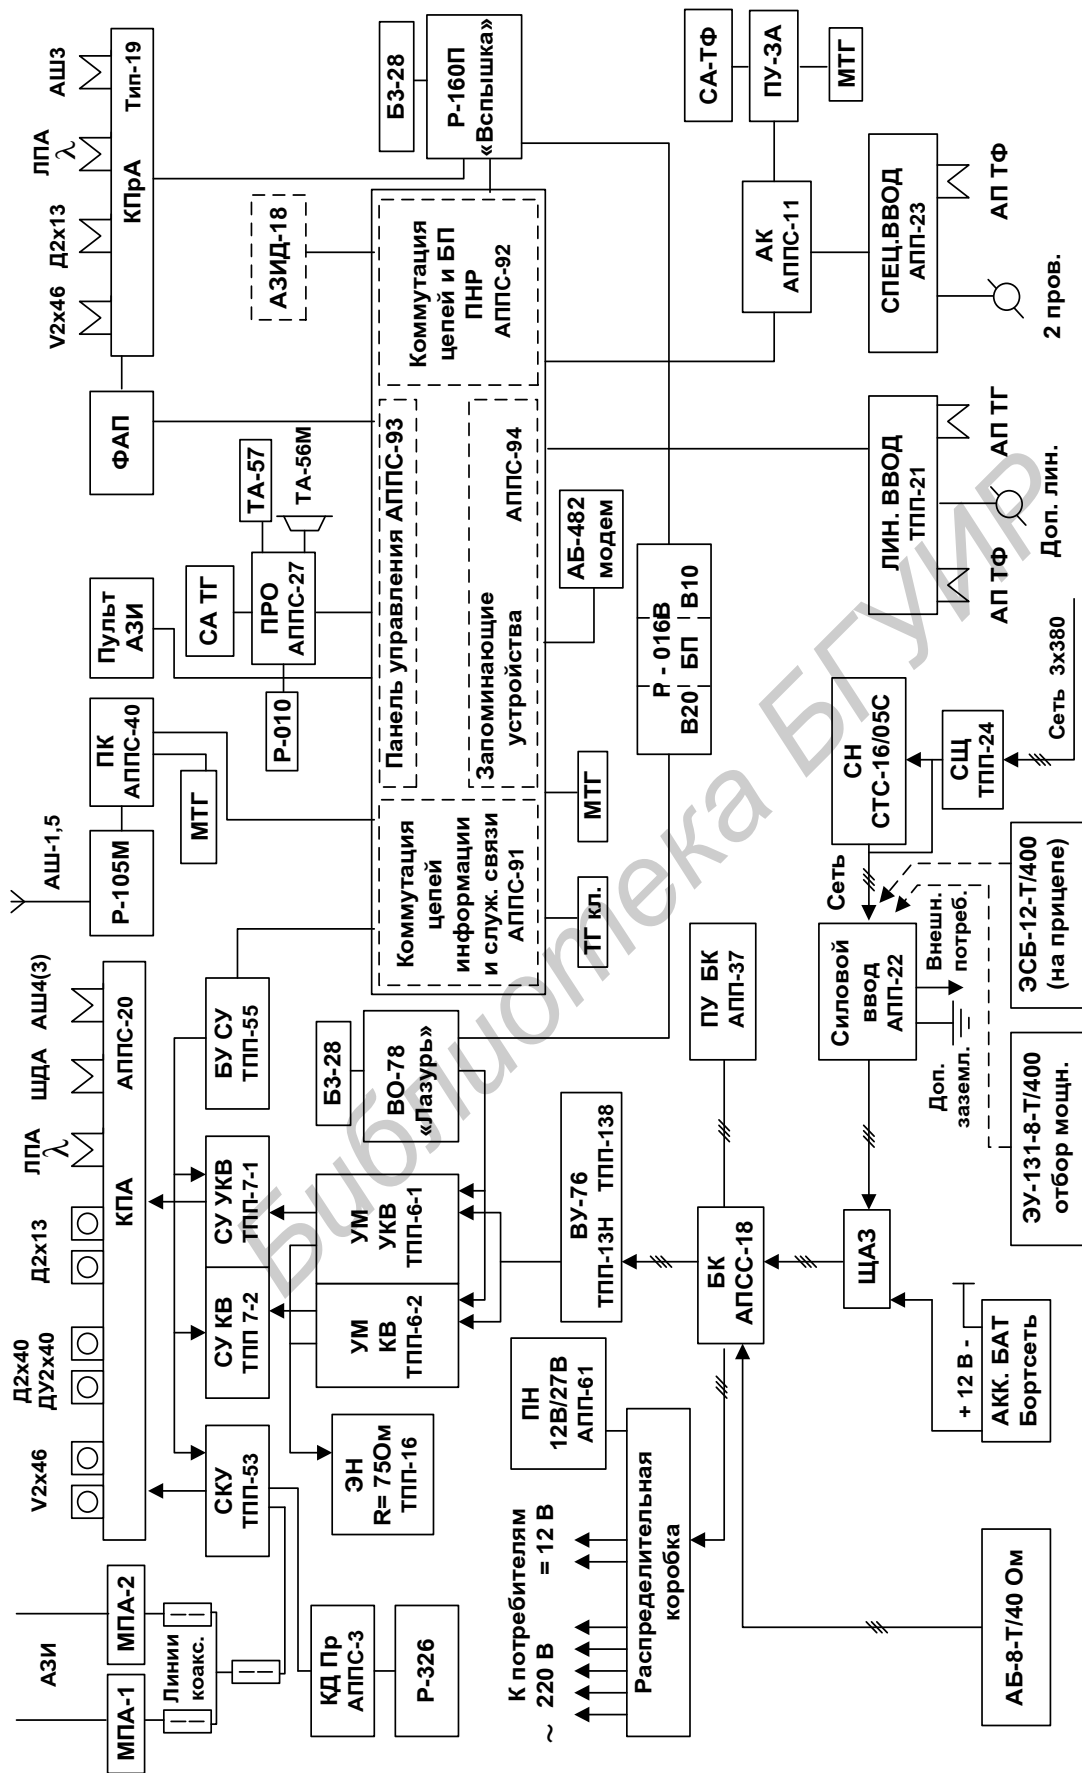 АЗИ
МПА-1
МПА-2
Линии
коакс.
V2х46
Д2х40
ДУ2х40
Д2х13
ЛПА
λ
ШДА
АШ4(3)
КПА
АППС-20
АШ-1,5
Р-105М
ПК
АППС-40
МТГ
Пульт
АЗИ
Р-010
СА ТГ
ПРО
АППС-27
ТА-57
ТА-56М
ФАП
V2х46
Д2х13
ЛПА
λ
АШ3
КПрА
Тип-19
СКУ
ТПП-53
СУ КВ
ТПП 7-2
СУ УКВ
ТПП-7-1
БУ СУ
ТПП-55
КД Пр
АППС-3
Р-326
ЭН
R= 75Ом
ТПП-16
УМ
КВ
ТПП-6-2
УМ
УКВ
ТПП-6-1
БЗ-28
ВО-78
«Лазурь»
Коммутация
цепей
информации
и служ. связи
АППС-91
Панель управления АППС-93
Запоминающие
устройства
АППС-94
Коммутация
цепей и БП
ПНР
АППС-92
АЗИД-18
БЗ-28
Р-160П
«Вспышка»
ТГ кл.
МТГ
АБ-482
модем
Р - 016В
В20
БП
В10
К потребителям
~ 220 В
= 12 В
Распределительная
коробка
ПН
12В/27В
АПП-61
ВУ-76
ТПП-13Н
ТПП-138
БК
АПСС-18
ПУ БК
АПП-37
АК
АППС-11
СА-ТФ
ПУ-3А
МТГ
АБ-8-Т/40 Ом
ЩАЗ
+ 12 В -
АКК. БАТ
Бортсеть
Силовой
ввод
АПП-22
Доп.
заземл.
Внешн.
потреб.
Сеть
СН
СТС-16/05С
СЩ
ТПП-24
Сеть 3х380
ЭУ-131-8-Т/400
отбор мощн.
ЭСБ-12-Т/400
(на прицепе)
ЛИН. ВВОД
ТПП-21
АП ТФ
Доп. лин.
АП ТГ
СПЕЦ.ВВОД
АПП-23
2 пров.
АП ТФ
Библиотека БГУИР